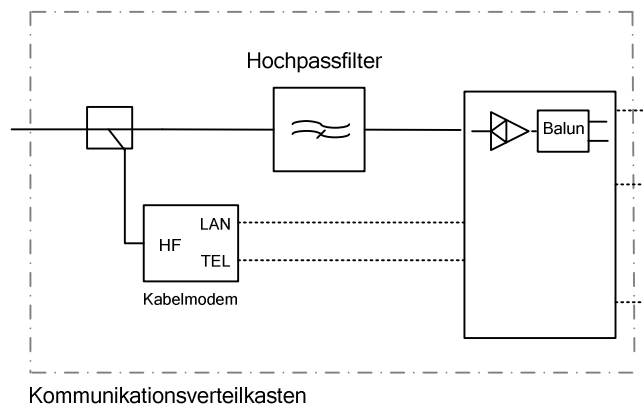 Hochpassfilter
Balun
LAN
HF
TEL
Kabelmodem
Kommunikationsverteilkasten